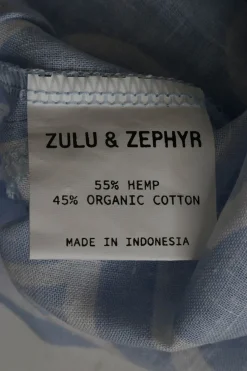 ZULU & ZEPHYR
55% HEMP
45% ORGANIC COTTON
MADE IN INDONESIA